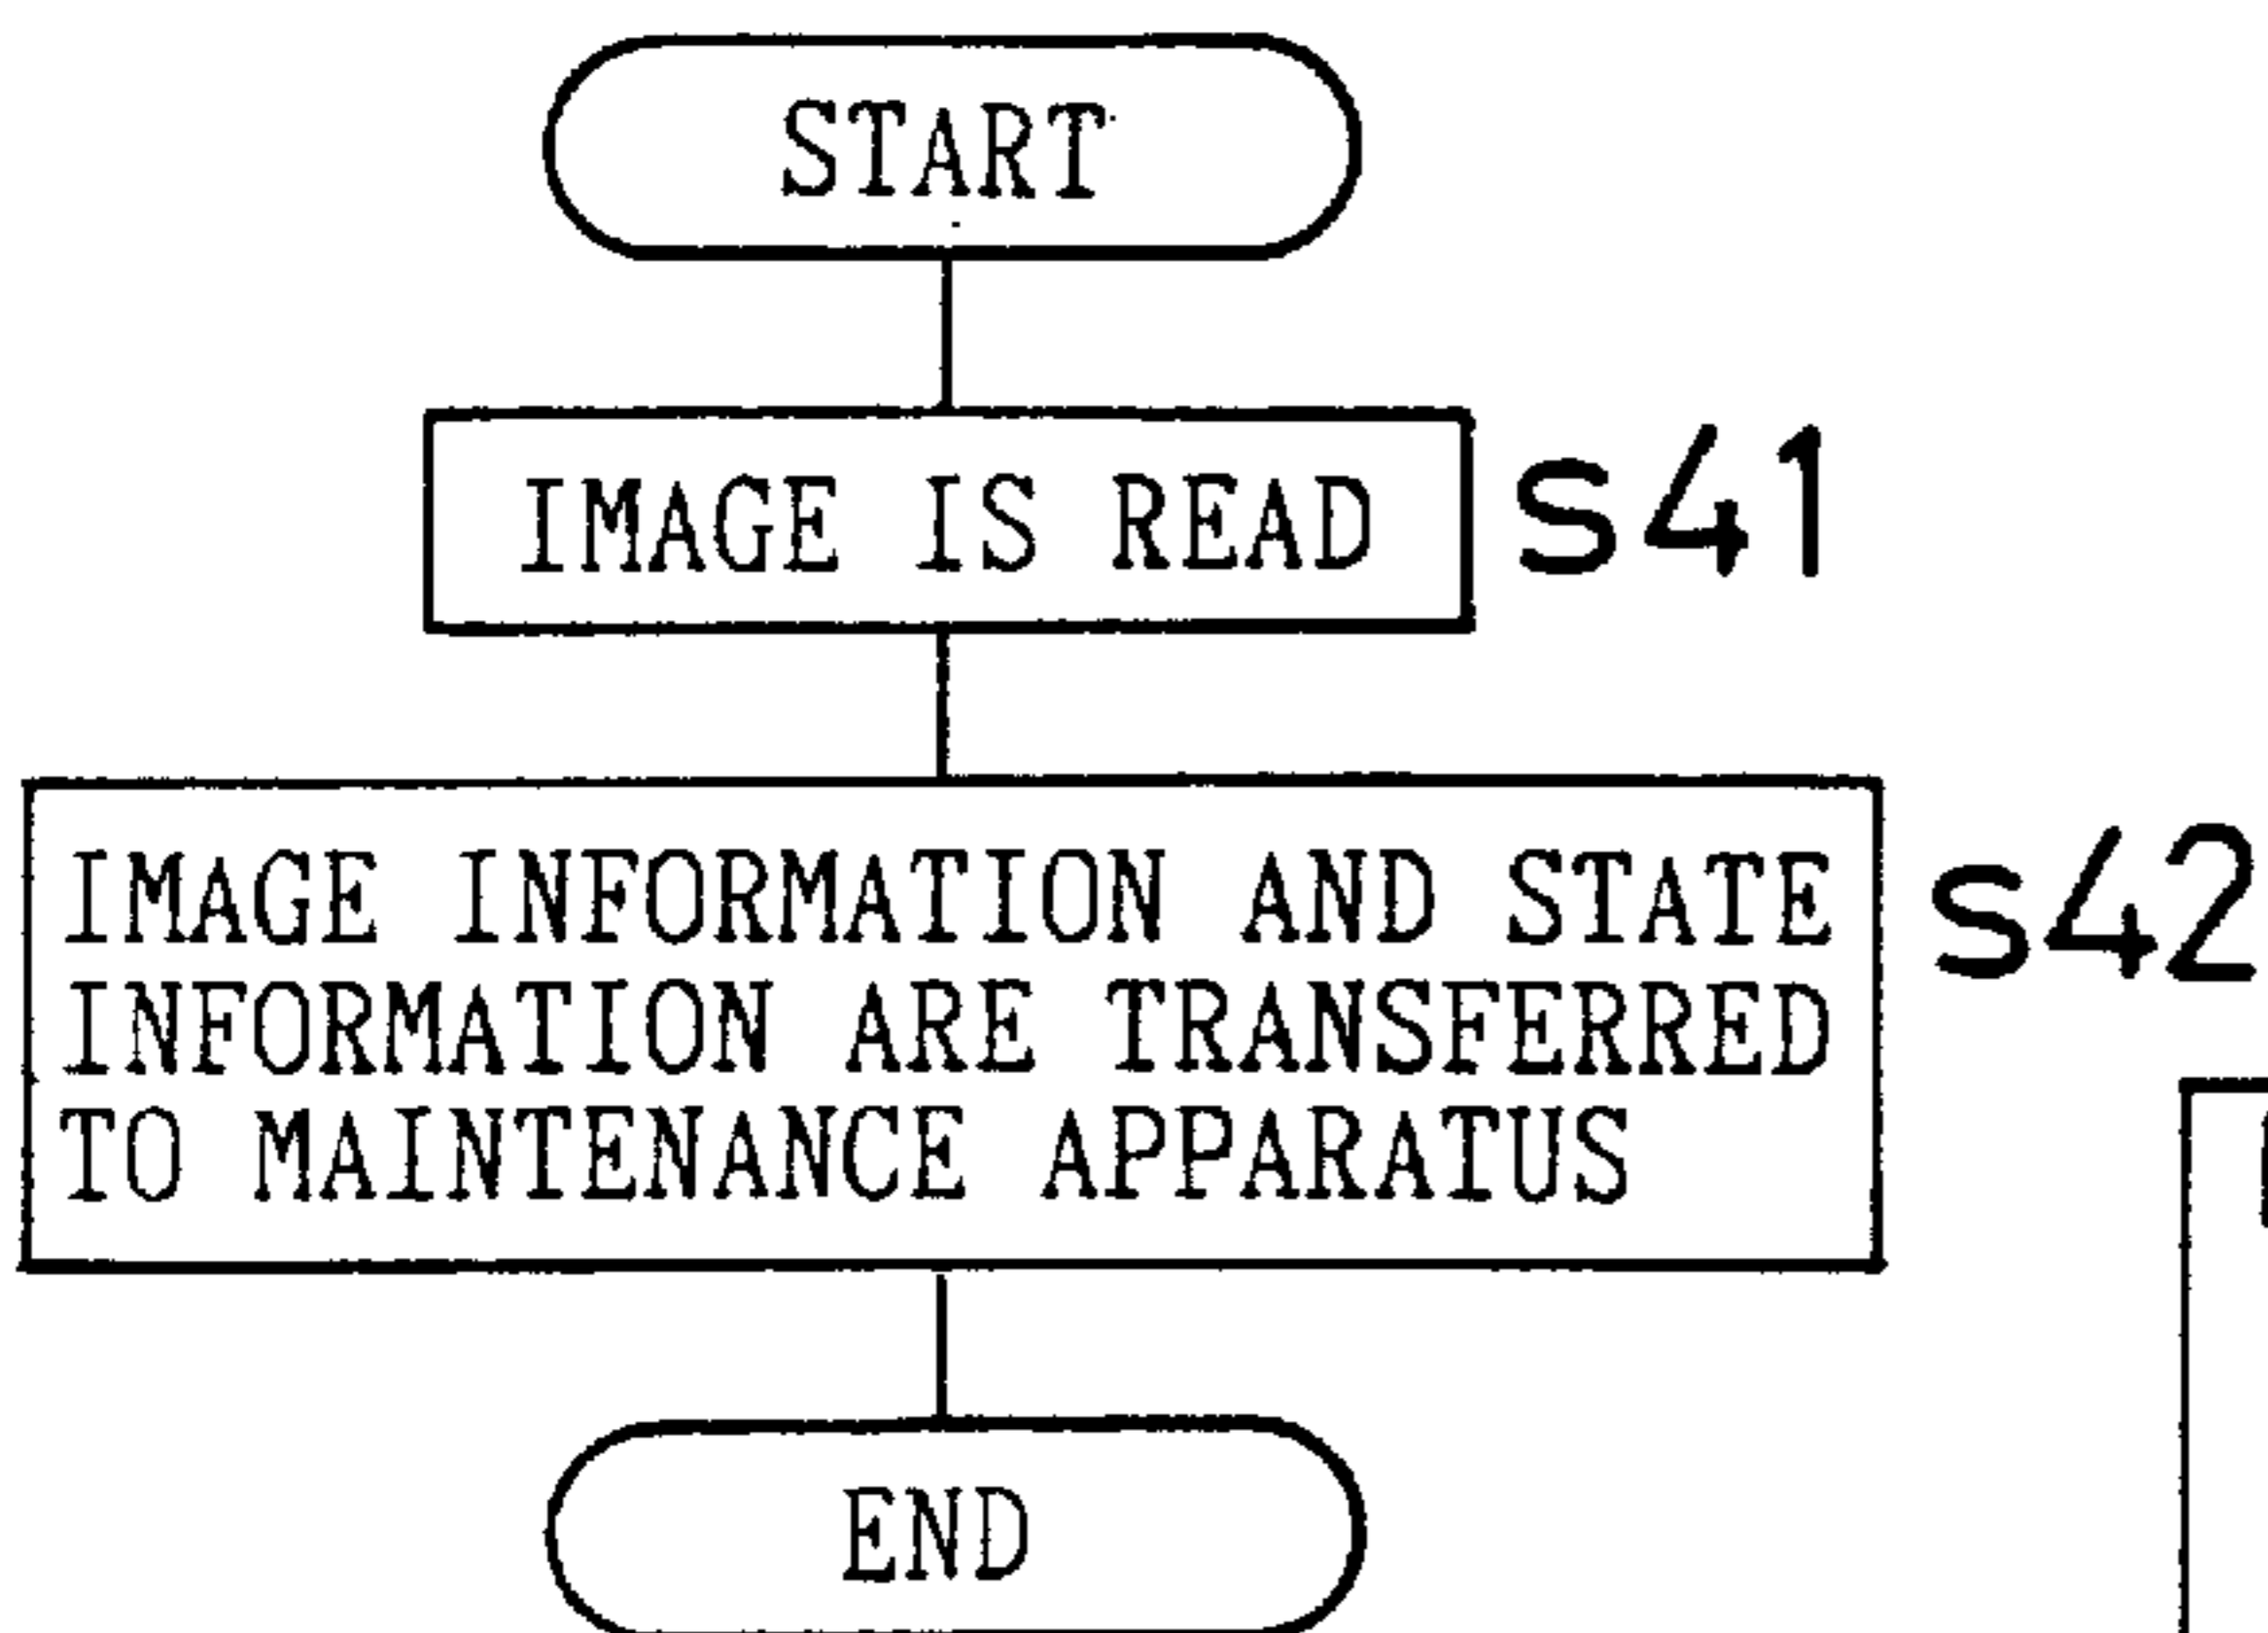 START
IMAGE IS READ
s41
IMAGE INFORMATION AND STATE
INFORMATION ARE TRANSFERRED
TO MAINTENANCE APPARATUS
s42
END